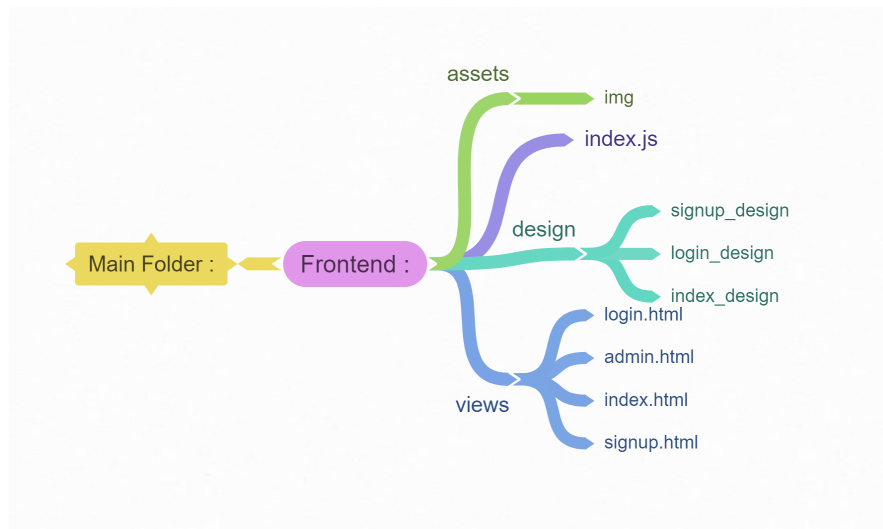 assets
img
index.js
signup_design
design
login_design
Main Folder :
Frontend :
index_design
login.html
admin.html
views
index.html
signup.html